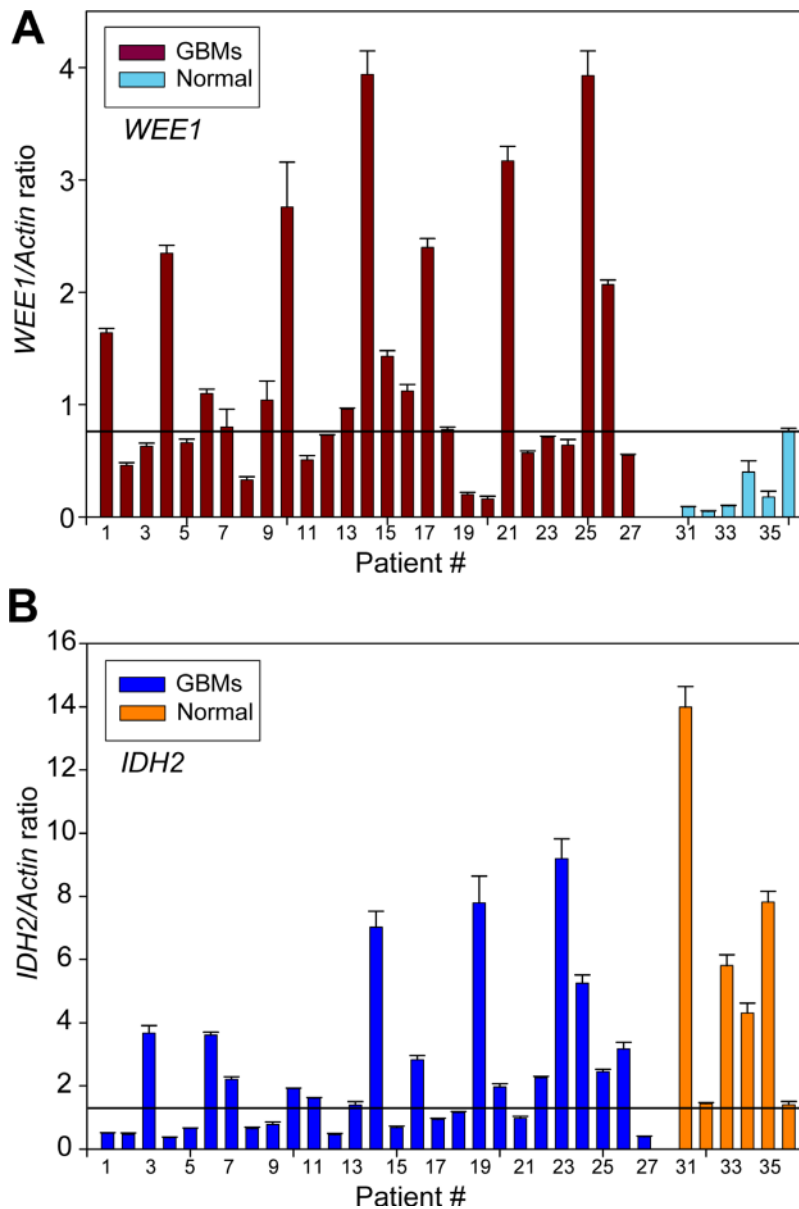 A
GBMs
Normal
WEE1
WEE1/Actin ratio
4
3
2
1
0
1 3 5 7 9 11 13 15 17 19 21 23 25 27 31 33 35
Patient #
B
GBMs
Normal
IDH2
IDH2/Actin ratio
16
14
12
10
8
6
4
2
0
1 3 5 7 9 11 13 15 17 19 21 23 25 27 31 33 35
Patient #